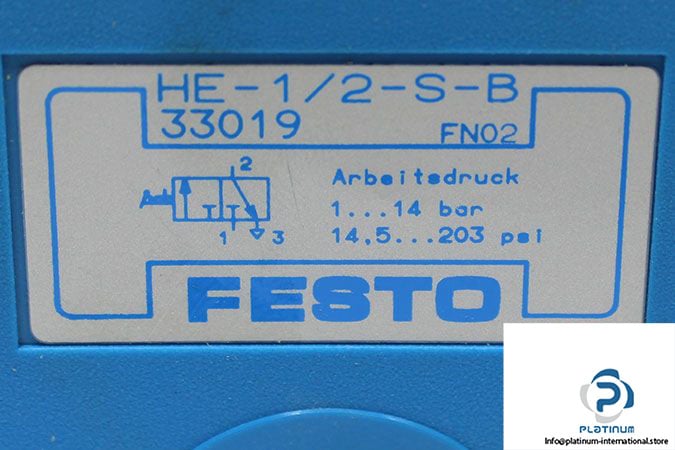 HE-1/2-S-B
33019 FN02
2
Arbeitsdruck
1...14 bar
1 3
14,5...203 psi
FESTO
PLATINUM
Info@platinum-international.store